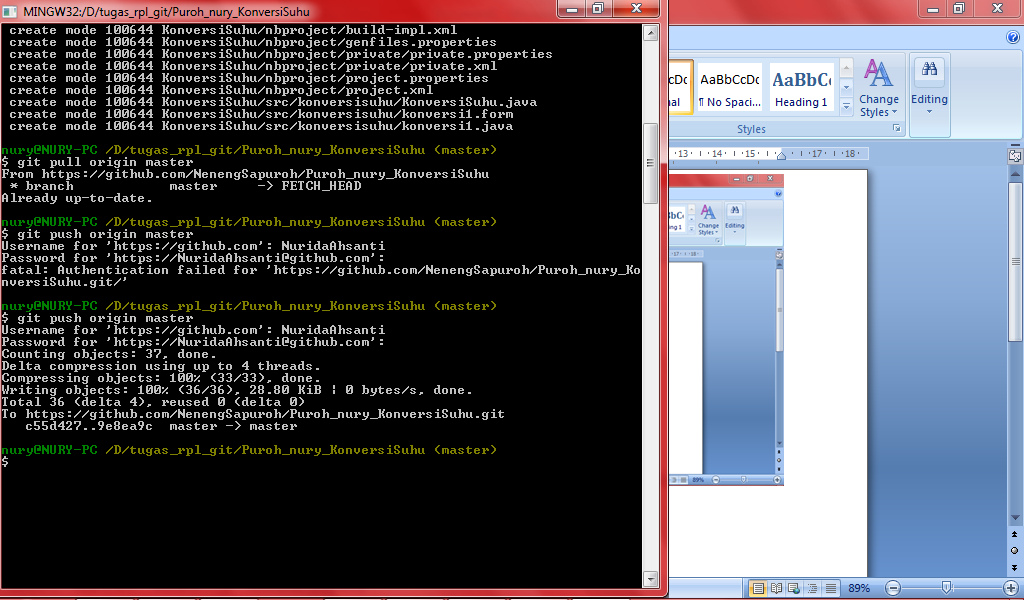 MINGW32:/D/tugas_rpl_git/Puroh_nury_KonversiSuhu
create mode 100644 KonversiSuhu/nbproject/build-impl.xml
create mode 100644 KonversiSuhu/nbproject/genfiles.properties
create mode 100644 KonversiSuhu/nbproject/private/private.properties
create mode 100644 KonversiSuhu/nbproject/private/private.xml
create mode 100644 KonversiSuhu/nbproject/project.properties
create mode 100644 KonversiSuhu/nbproject/project.xml
create mode 100644 KonversiSuhu/src/konversisuhu/KonversiSuhu.java
create mode 100644 KonversiSuhu/src/konversisuhu/konversi1.form
create mode 100644 KonversiSuhu/src/konversisuhu/konversi1.java
nury@NURY-PC /D/tugas_rpl_git/Puroh_nury_KonversiSuhu (master)
$ git pull origin master
From https://github.com/NenengSapuroh/Puroh_nury_KonversiSuhu
* branch master -> FETCH_HEAD
Already up-to-date.
nury@NURY-PC /D/tugas_rpl_git/Puroh_nury_KonversiSuhu (master)
$ git push origin master
Username for 'https://github.com': NuridaAhsanti
Password for 'https://NuridaAhsanti@github.com':
fatal: Authentication failed for 'https://github.com/NenengSapuroh/Puroh_nury_Ko
nversiSuhu.git/'
nury@NURY-PC /D/tugas_rpl_git/Puroh_nury_KonversiSuhu (master)
$ git push origin master
Username for 'https://github.com': NuridaAhsanti
Password for 'https://NuridaAhsanti@github.com':
Counting objects: 37, done.
Delta compression using up to 4 threads.
Compressing objects: 100% (33/33), done.
Writing objects: 100% (36/36), 28.80 KiB | 0 bytes/s, done.
Total 36 (delta 4), reused 0 (delta 0)
To https://github.com/NenengSapuroh/Puroh_nury_KonversiSuhu.git
c55d427..9e8ea9c master -> master
nury@NURY-PC /D/tugas_rpl_git/Puroh_nury_KonversiSuhu (master)
$
AaBbCcDc AaBbC
¶ No Spaci... Heading 1
Change
Styles
Editing
Styles
13 14 15 17 18
Change
Styles
Editing
89%
89%